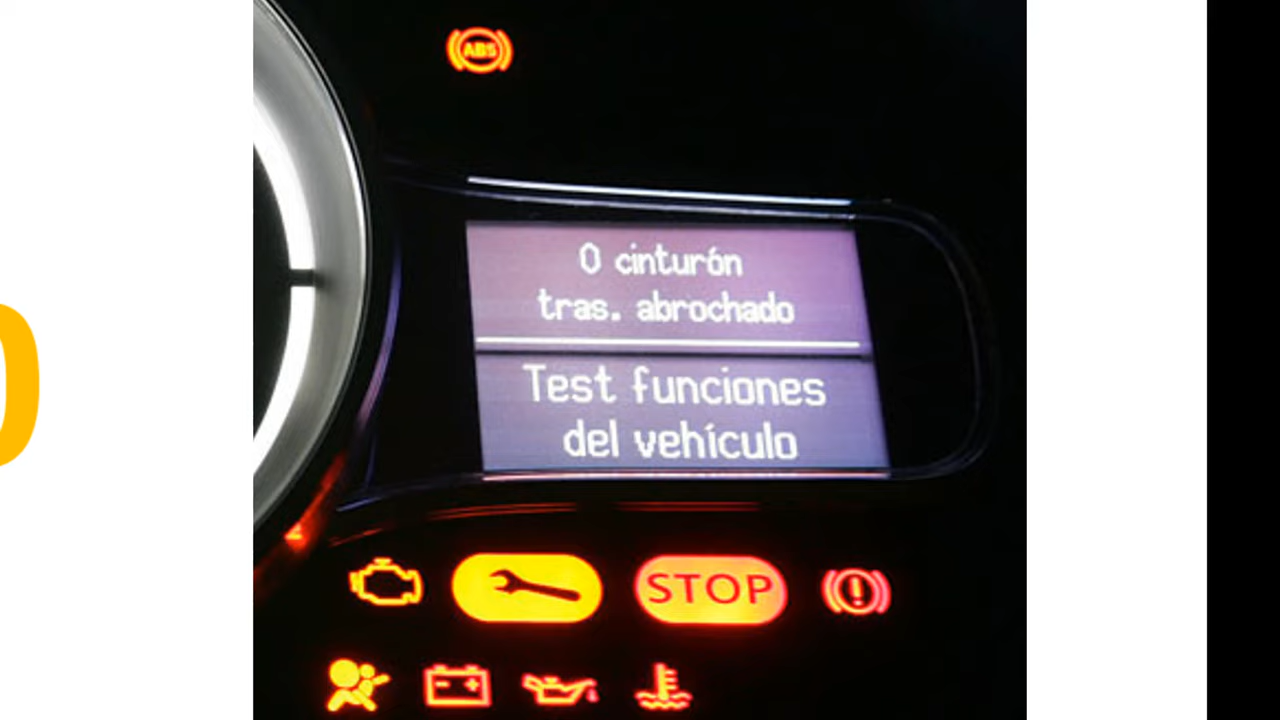 ABS
0 cinturón
tras. abrochado
Test funciones
del vehículo
STOP